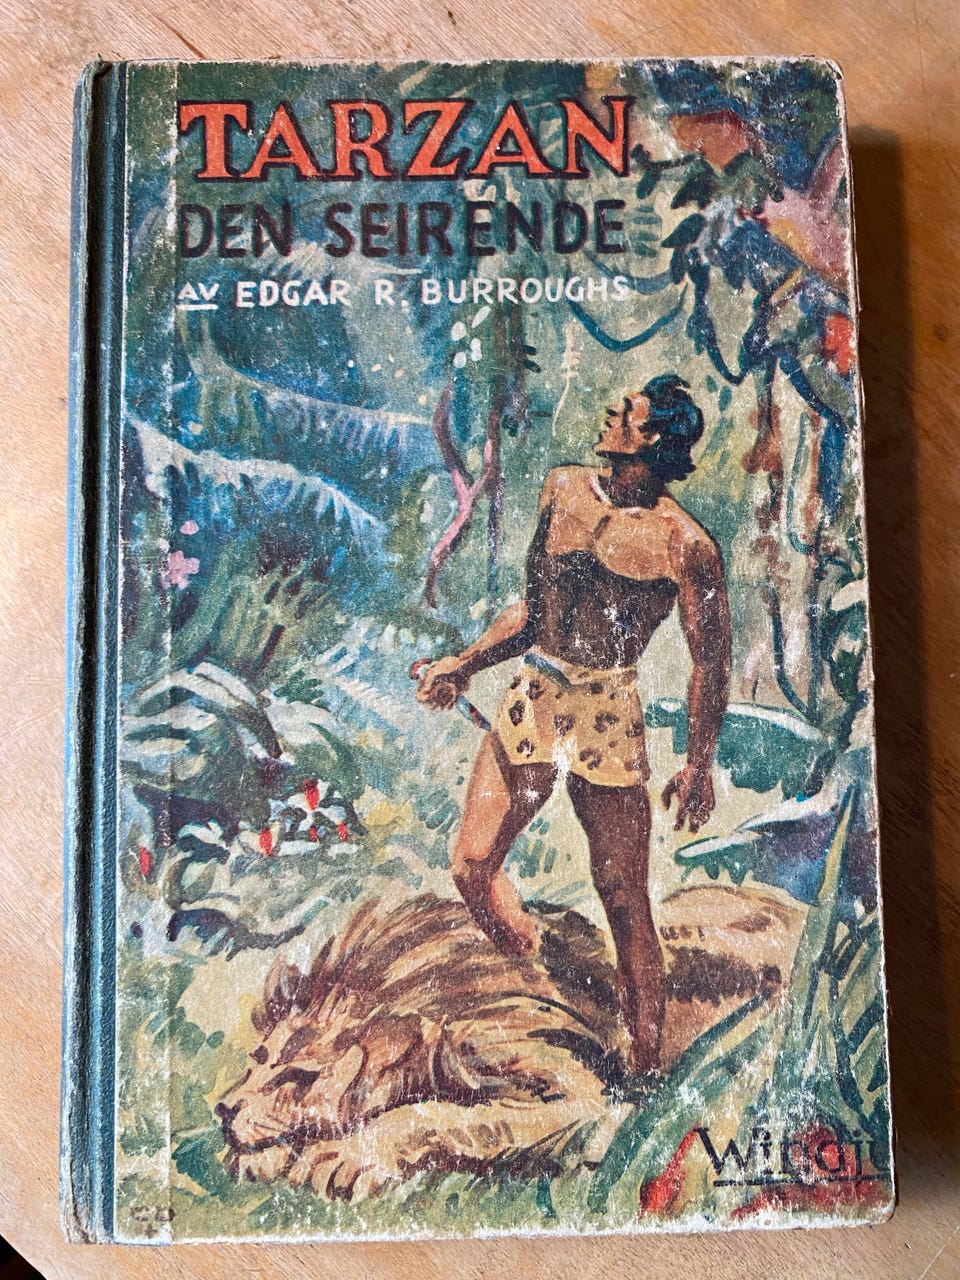 TARZAN
DEN SEIRENDE
AV EDGAR R. BURROUGHS